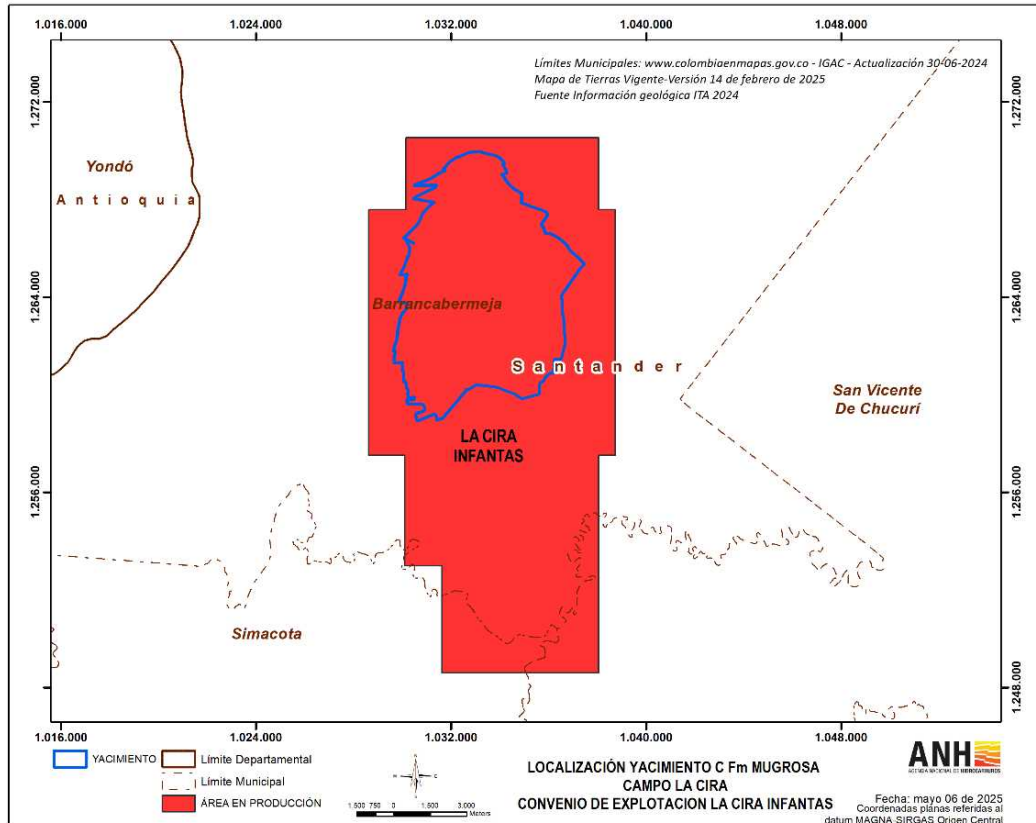 1.016.000
1.024.000
1.032.000
1.040.000
1.048.000
Límites Municipales: www.colombiaenmapas.gov.co - IGAC - Actualización 30-06-2024
Mapa de Tierras Vigente-Versión 14 de febrero de 2025
Fuente Información geológica ITA 2024
1.272.000
1.272.000
Yondó
Antioquia
1.264.000
Barrancabermeja
1.264.000
Santander
San Vicente
De Chucurí
LA CIRA
INFANTAS
1.256.000
1.256.000
Simacota
1.248.000
1.248.000
1.016.000
1.024.000
1.032.000
1.040.000
1.048.000
YACIMIENTO
Límite Departamental
Límite Municipal
ÁREA EN PRODUCCIÓN
1.500 750 0 1.500 3.000
Meters
LOCALIZACIÓN YACIMIENTO C Fm MUGROSA
CAMPO LA CIRA
CONVENIO DE EXPLOTACION LA CIRA INFANTAS
ANH
AGENCIA NACIONAL DE HIDROCARBUROS
Fecha: mayo 06 de 2025
Coordenadas planas referidas al
datum MAGNA-SIRGAS Origen Central